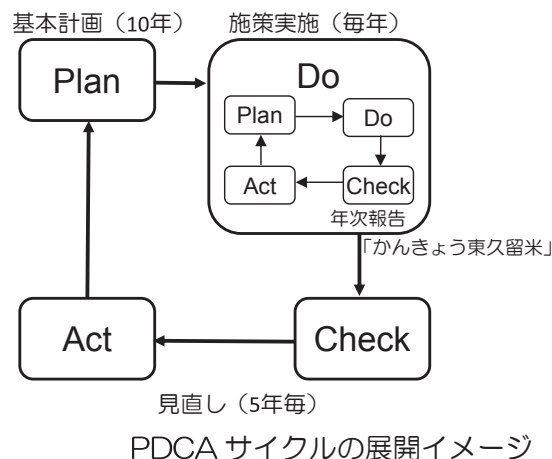 基本計画（10年）
施策実施（毎年）
Plan
Do
Plan
Do
Act
Check
年次報告
「かんきょう東久留米」
Act
Check
見直し（5年毎）
PDCA サイクルの展開イメージ